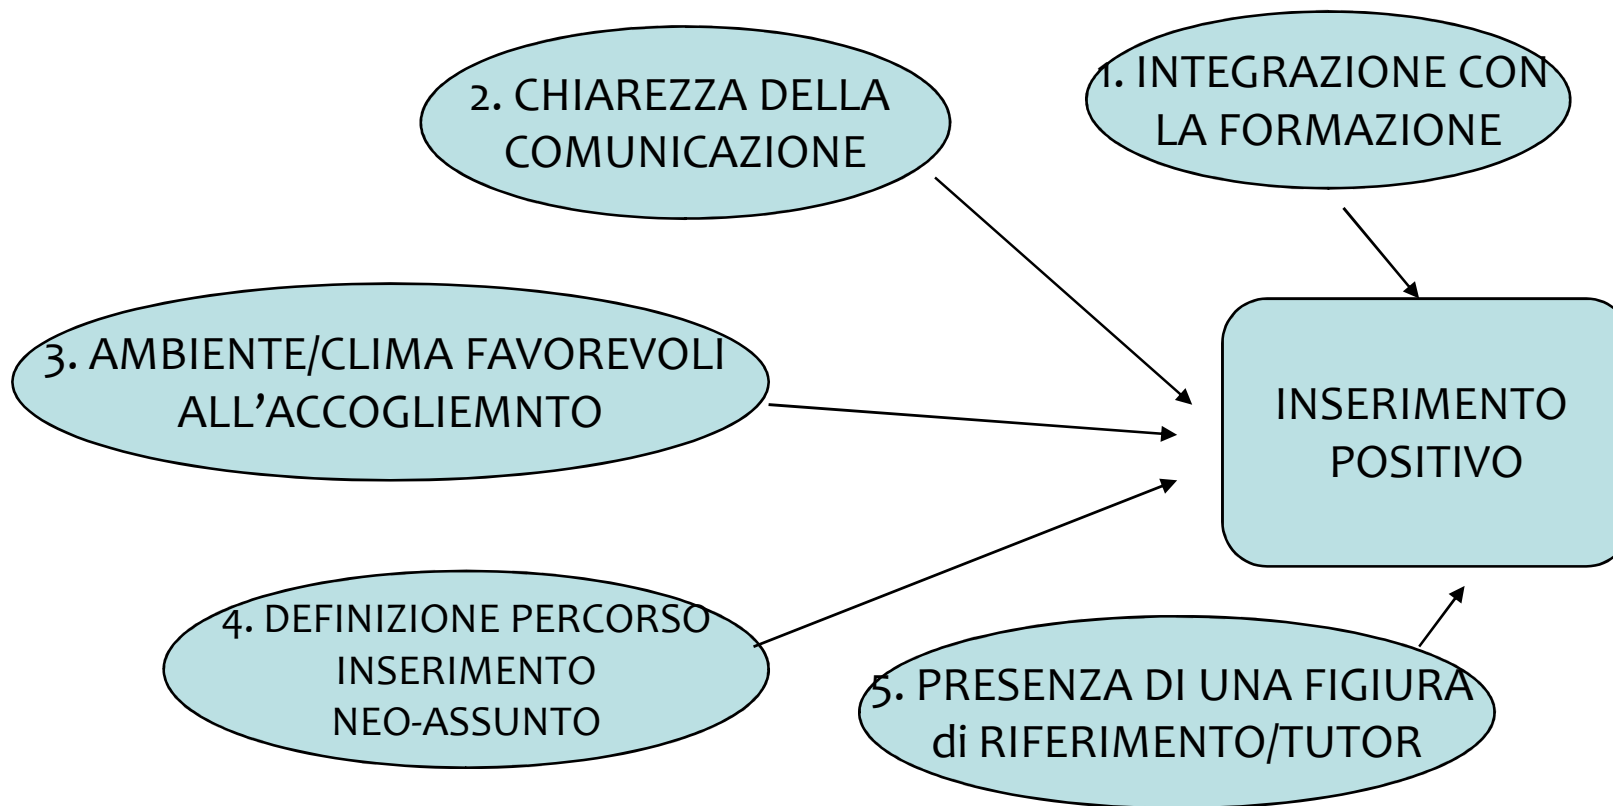 1. INTEGRAZIONE CON
LA FORMAZIONE
2. CHIAREZZA DELLA
COMUNICAZIONE
3. AMBIENTE/CLIMA FAVOREVOLI
ALL’ACCOGLIEMNTO
4. DEFINIZIONE PERCORSO
INSERIMENTO
NEO-ASSUNTO
5. PRESENZA DI UNA FIGIURA
di RIFERIMENTO/TUTOR
INSERIMENTO
POSITIVO